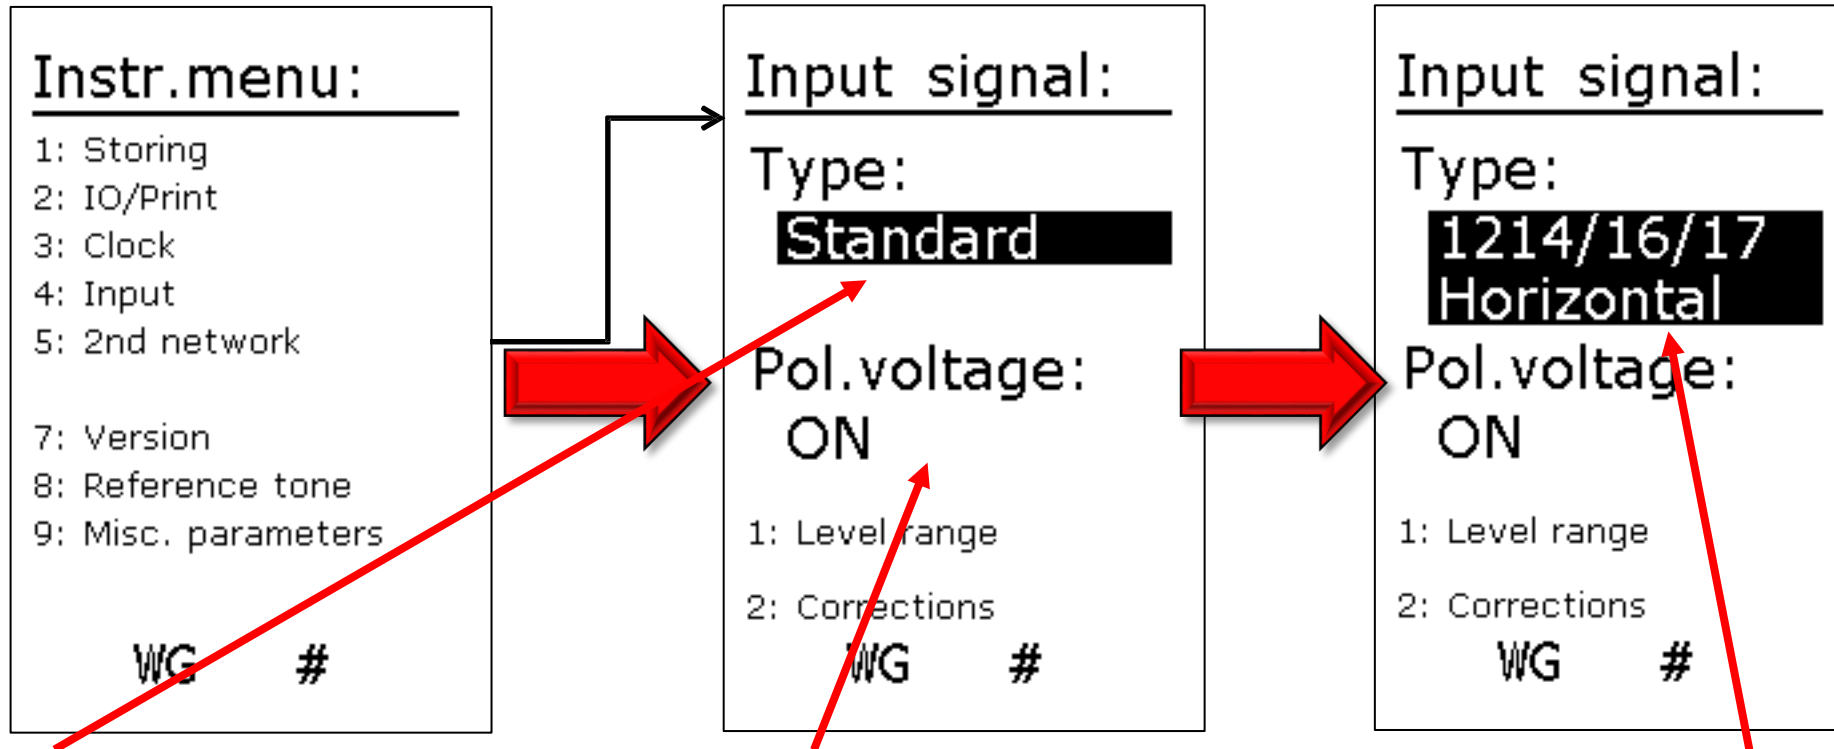 Instr.menu:
1: Storing
2: IO/Print
3: Clock
4: Input
5: 2nd network
7: Version
8: Reference tone
9: Misc. parameters
WG #
Input signal:
Type:
Standard
Pol.voltage:
ON
1: Level range
2: Corrections
WG #
Input signal:
Type:
1214/16/17
Horizontal
Pol.voltage:
ON
1: Level range
2: Corrections
WG #